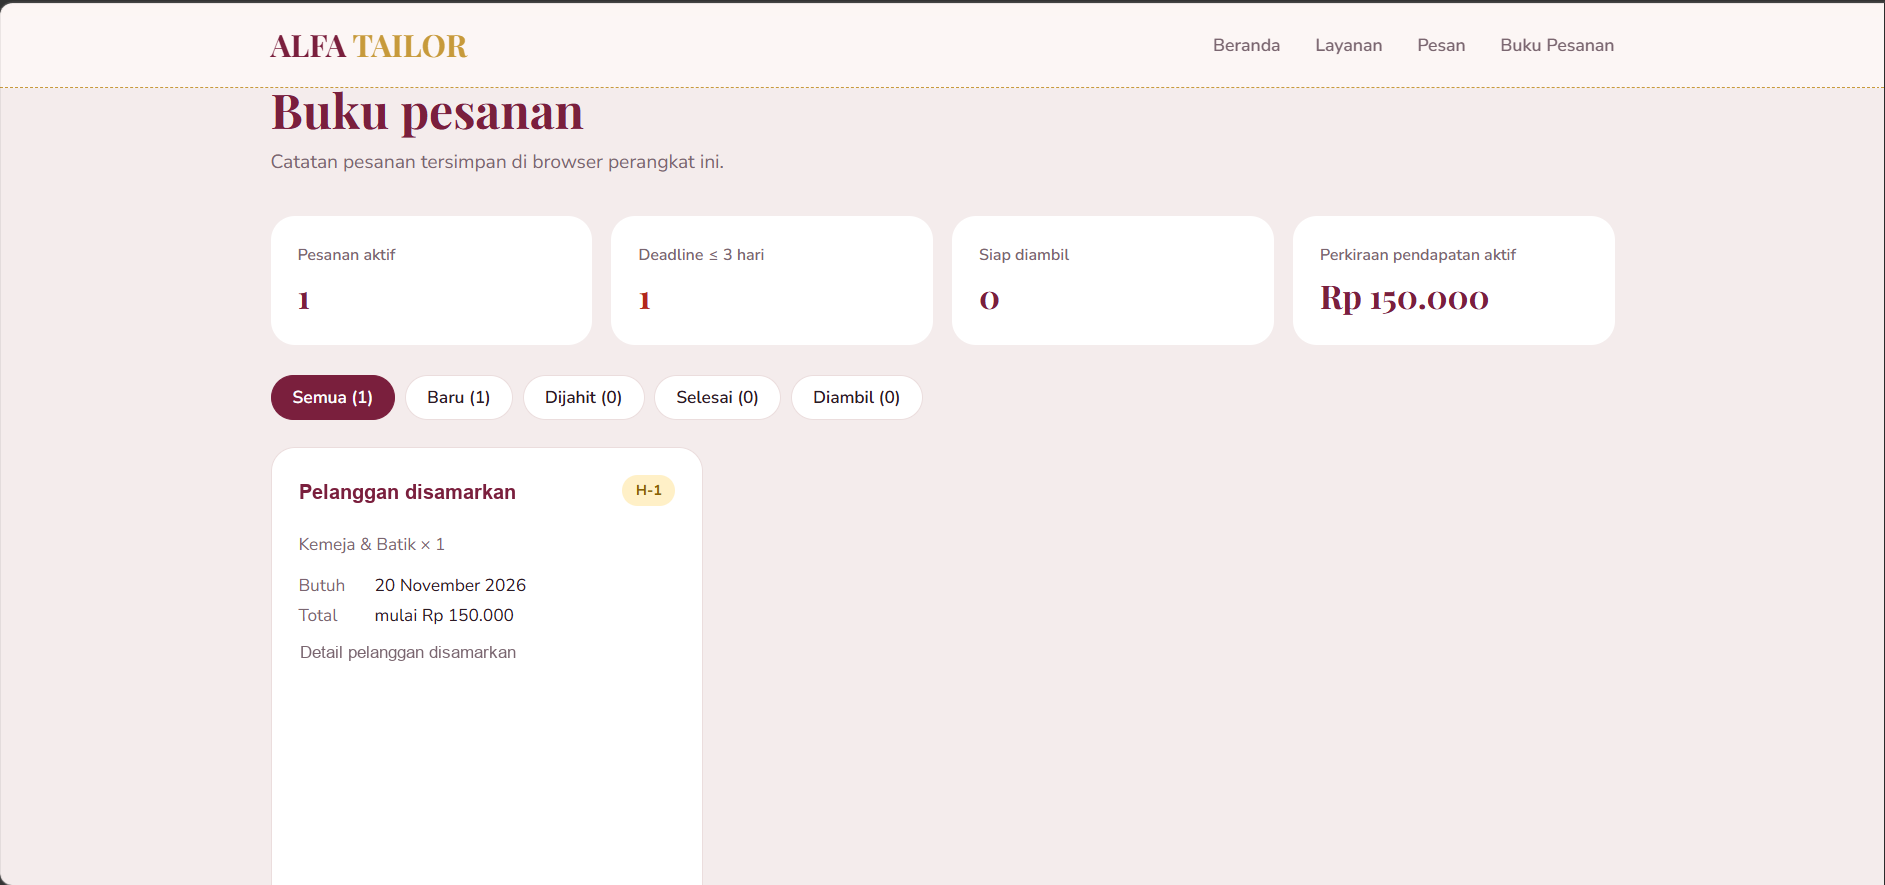 ALFA TAILOR
Beranda Layanan Pesan Buku Pesanan
Buku pesanan
Catatan pesanan tersimpan di browser perangkat ini.
Pesanan aktif
1
Deadline ≤ 3 hari
1
Siap diambil
0
Perkiraan pendapatan aktif
Rp 150.000
Semua (1) Baru (1) Dijahit (0) Selesai (0) Diambil (0)
Pelanggan disamarkan H-1
Kemeja & Batik × 1
Butuh 20 November 2026
Total mulai Rp 150.000
Detail pelanggan disamarkan